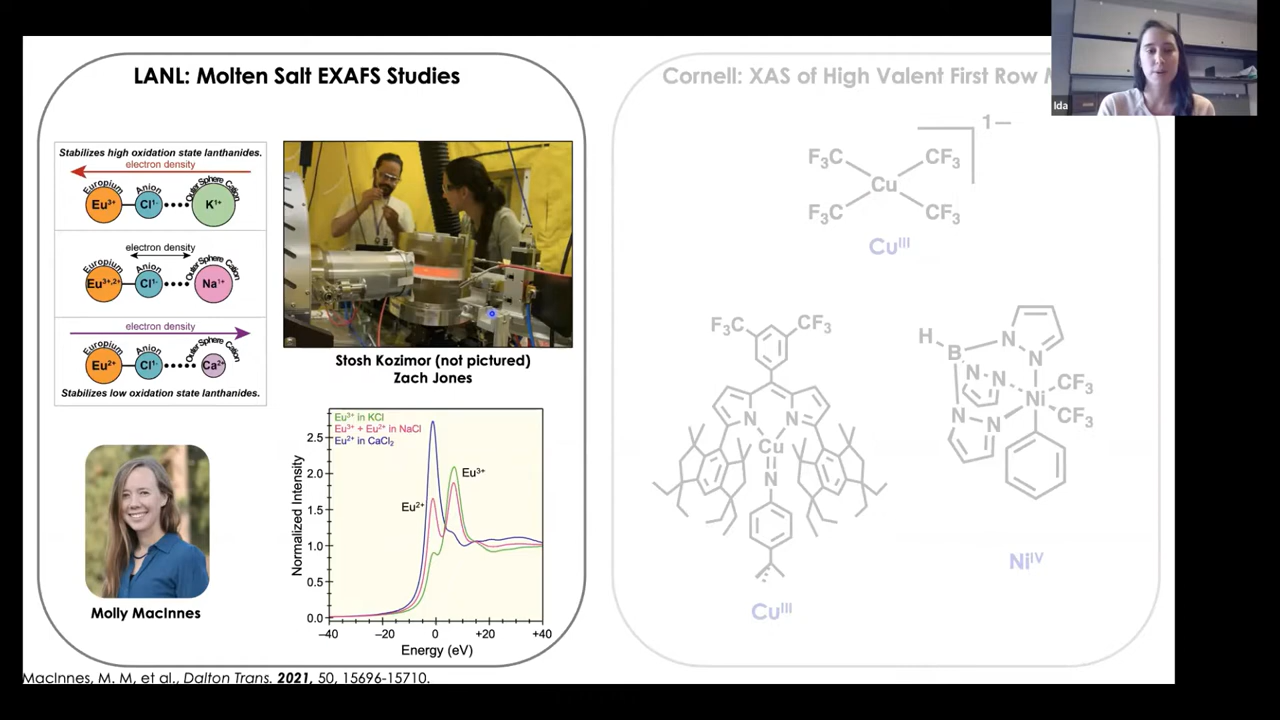 LANL: Molten Salt EXAFS Studies
Stabilizes high oxidation state lanthanides.
electron density
Europium
Anion
Outer Sphere Cation
Eu³⁺
Cl¹⁻
K¹⁺
electron density
Europium
Anion
Outer Sphere Cation
Eu³⁺,²⁺
Cl¹⁻
Na¹⁺
electron density
Europium
Anion
Outer Sphere Cation
Eu²⁺
Cl¹⁻
Ca²⁺
Stabilizes low oxidation state lanthanides.
Stosh Kozimor (not pictured)
Zach Jones
Molly MacInnes
Eu³⁺ in KCl
Eu³⁺ + Eu²⁺ in NaCl
Eu²⁺ in CaCl₂
Eu³⁺
Eu²⁺
Normalized Intensity
2.5
2.0
1.5
1.0
0.5
0.0
−40 −20 0 +20 +40
Energy (eV)
MacInnes, M. M, et al., Dalton Trans. 2021, 50, 15696-15710.
Cornell: XAS of High Valent First Row M
1−
F₃C CF₃
Cu
F₃C CF₃
Cuᴵᴵᴵ
F₃C CF₃
N N
Cu
N
Cuᴵᴵᴵ
H
B
N
N
N N
Ni
CF₃
CF₃
N N
Niᴵⱽ
Ida